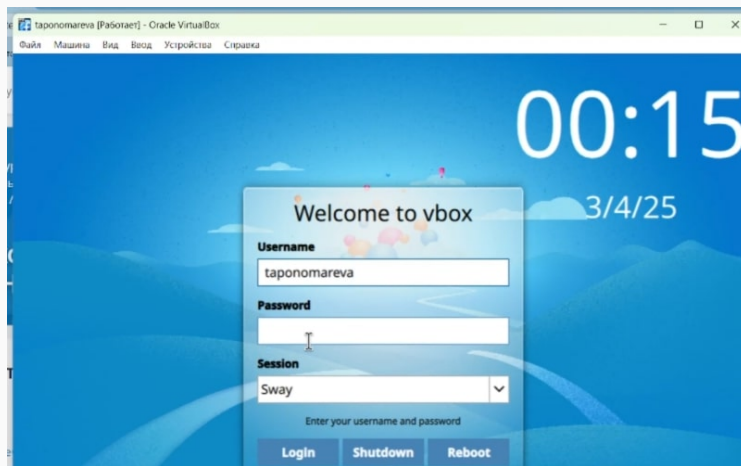 taponomareva [Работает] - Oracle VirtualBox
Файл Машина Вид Ввод Устройства Справка
00:15
3/4/25
Welcome to vbox
Username
taponomareva
Password
Session
Sway
Enter your username and password
Login Shutdown Reboot